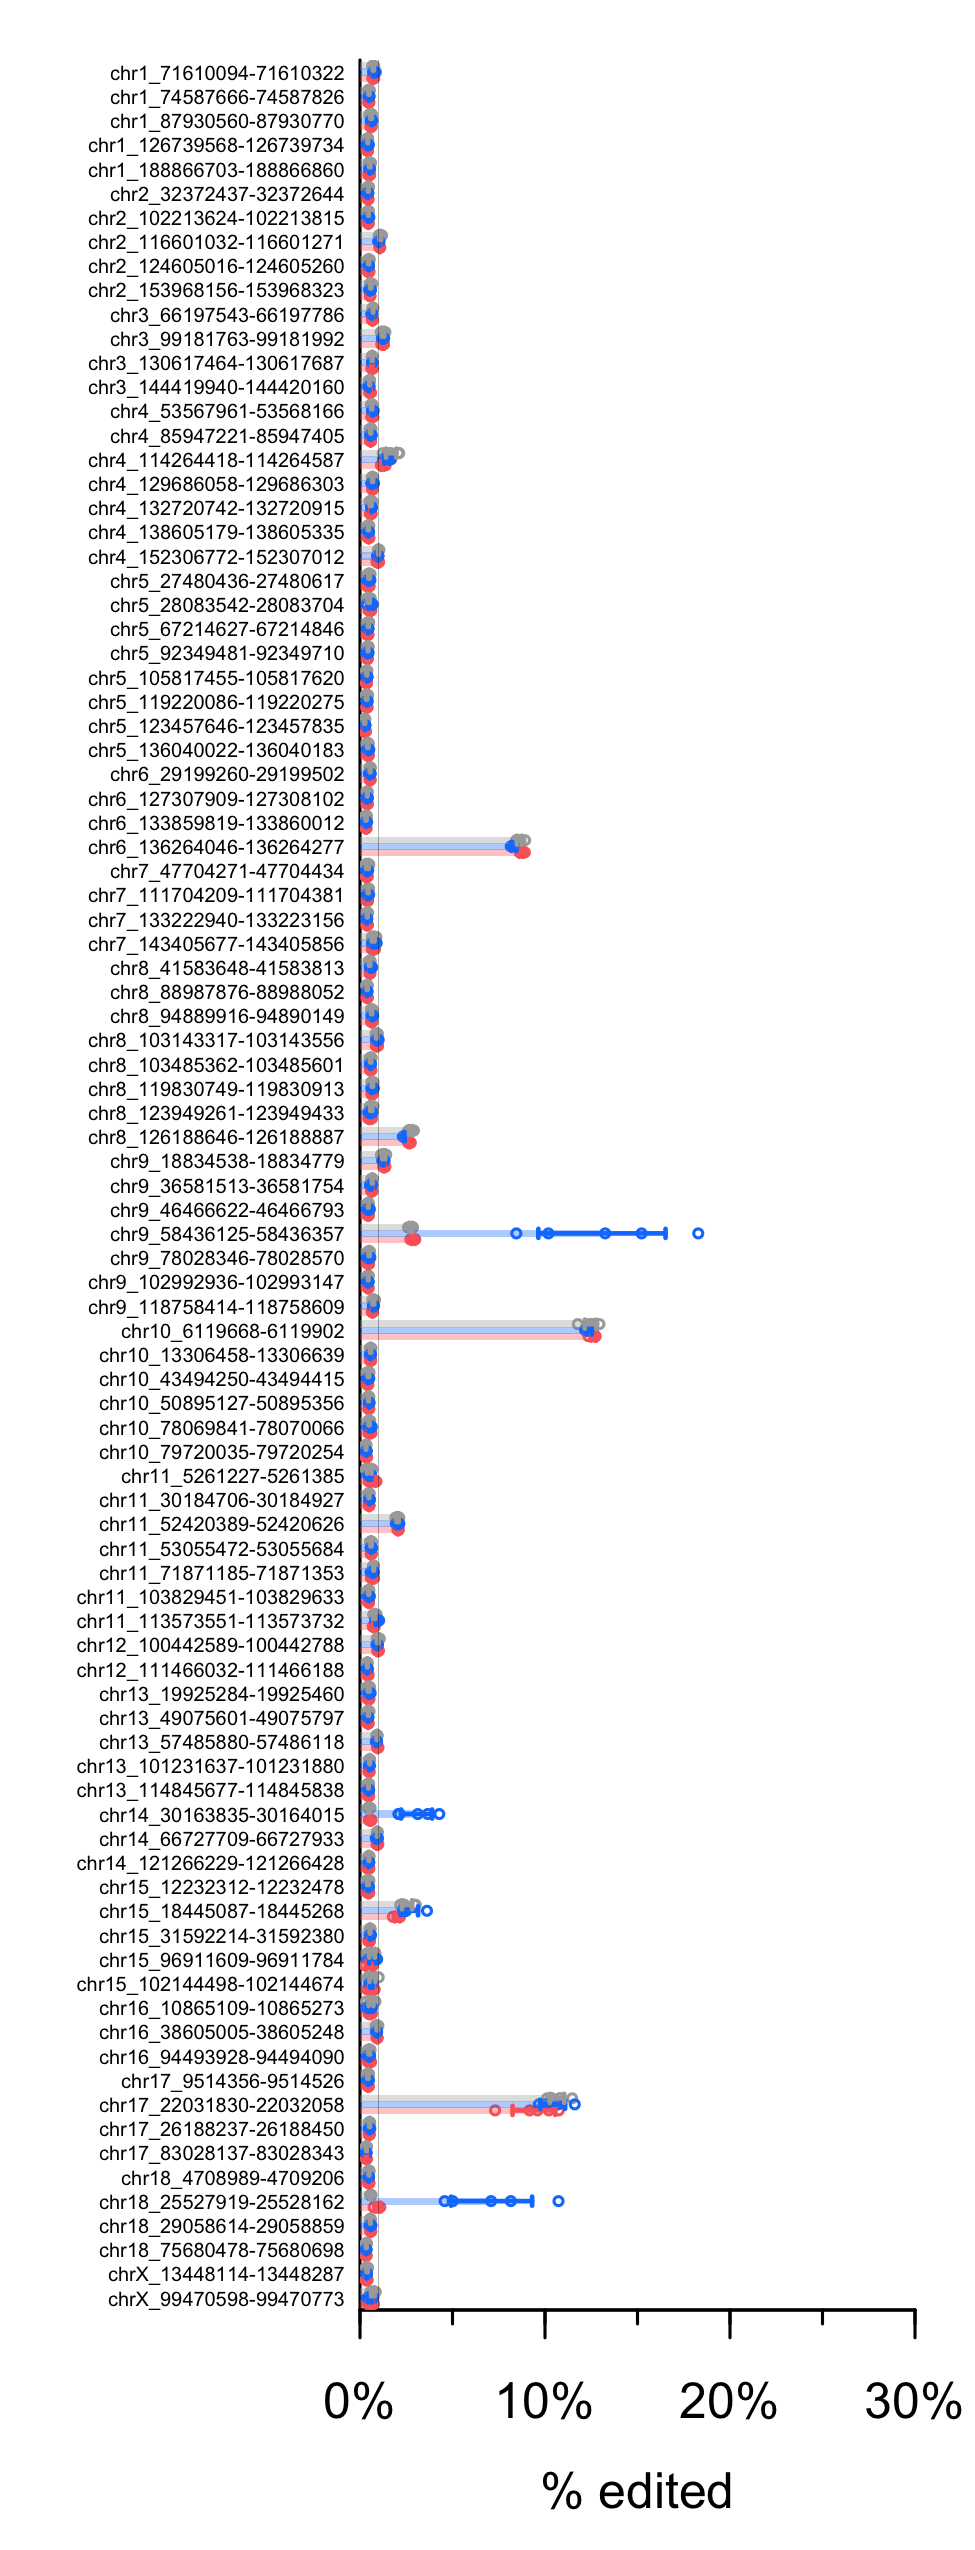 chr1_71610094-71610322
chr1_74587666-74587826
chr1_87930560-87930770
chr1_126739568-126739734
chr1_188866703-188866860
chr2_32372437-32372644
chr2_102213624-102213815
chr2_116601032-116601271
chr2_124605016-124605260
chr2_153968156-153968323
chr3_66197543-66197786
chr3_99181763-99181992
chr3_130617464-130617687
chr3_144419940-144420160
chr4_53567961-53568166
chr4_85947221-85947405
chr4_114264418-114264587
chr4_129686058-129686303
chr4_132720742-132720915
chr4_138605179-138605335
chr4_152306772-152307012
chr5_27480436-27480617
chr5_28083542-28083704
chr5_67214627-67214846
chr5_92349481-92349710
chr5_105817455-105817620
chr5_119220086-119220275
chr5_123457646-123457835
chr5_136040022-136040183
chr6_29199260-29199502
chr6_127307909-127308102
chr6_133859819-133860012
chr6_136264046-136264277
chr7_47704271-47704434
chr7_111704209-111704381
chr7_133222940-133223156
chr7_143405677-143405856
chr8_41583648-41583813
chr8_88987876-88988052
chr8_94889916-94890149
chr8_103143317-103143556
chr8_103485362-103485601
chr8_119830749-119830913
chr8_123949261-123949433
chr8_126188646-126188887
chr9_18834538-18834779
chr9_36581513-36581754
chr9_46466622-46466793
chr9_58436125-58436357
chr9_78028346-78028570
chr9_102992936-102993147
chr9_118758414-118758609
chr10_6119668-6119902
chr10_13306458-13306639
chr10_43494250-43494415
chr10_50895127-50895356
chr10_78069841-78070066
chr10_79720035-79720254
chr11_5261227-5261385
chr11_30184706-30184927
chr11_52420389-52420626
chr11_53055472-53055684
chr11_71871185-71871353
chr11_103829451-103829633
chr11_113573551-113573732
chr12_100442589-100442788
chr12_111466032-111466188
chr13_19925284-19925460
chr13_49075601-49075797
chr13_57485880-57486118
chr13_101231637-101231880
chr13_114845677-114845838
chr14_30163835-30164015
chr14_66727709-66727933
chr14_121266229-121266428
chr15_12232312-12232478
chr15_18445087-18445268
chr15_31592214-31592380
chr15_96911609-96911784
chr15_102144498-102144674
chr16_10865109-10865273
chr16_38605005-38605248
chr16_94493928-94494090
chr17_9514356-9514526
chr17_22031830-22032058
chr17_26188237-26188450
chr17_83028137-83028343
chr18_4708989-4709206
chr18_25527919-25528162
chr18_29058614-29058859
chr18_75680478-75680698
chrX_13448114-13448287
chrX_99470598-99470773
0% 10% 20% 30%
% edited